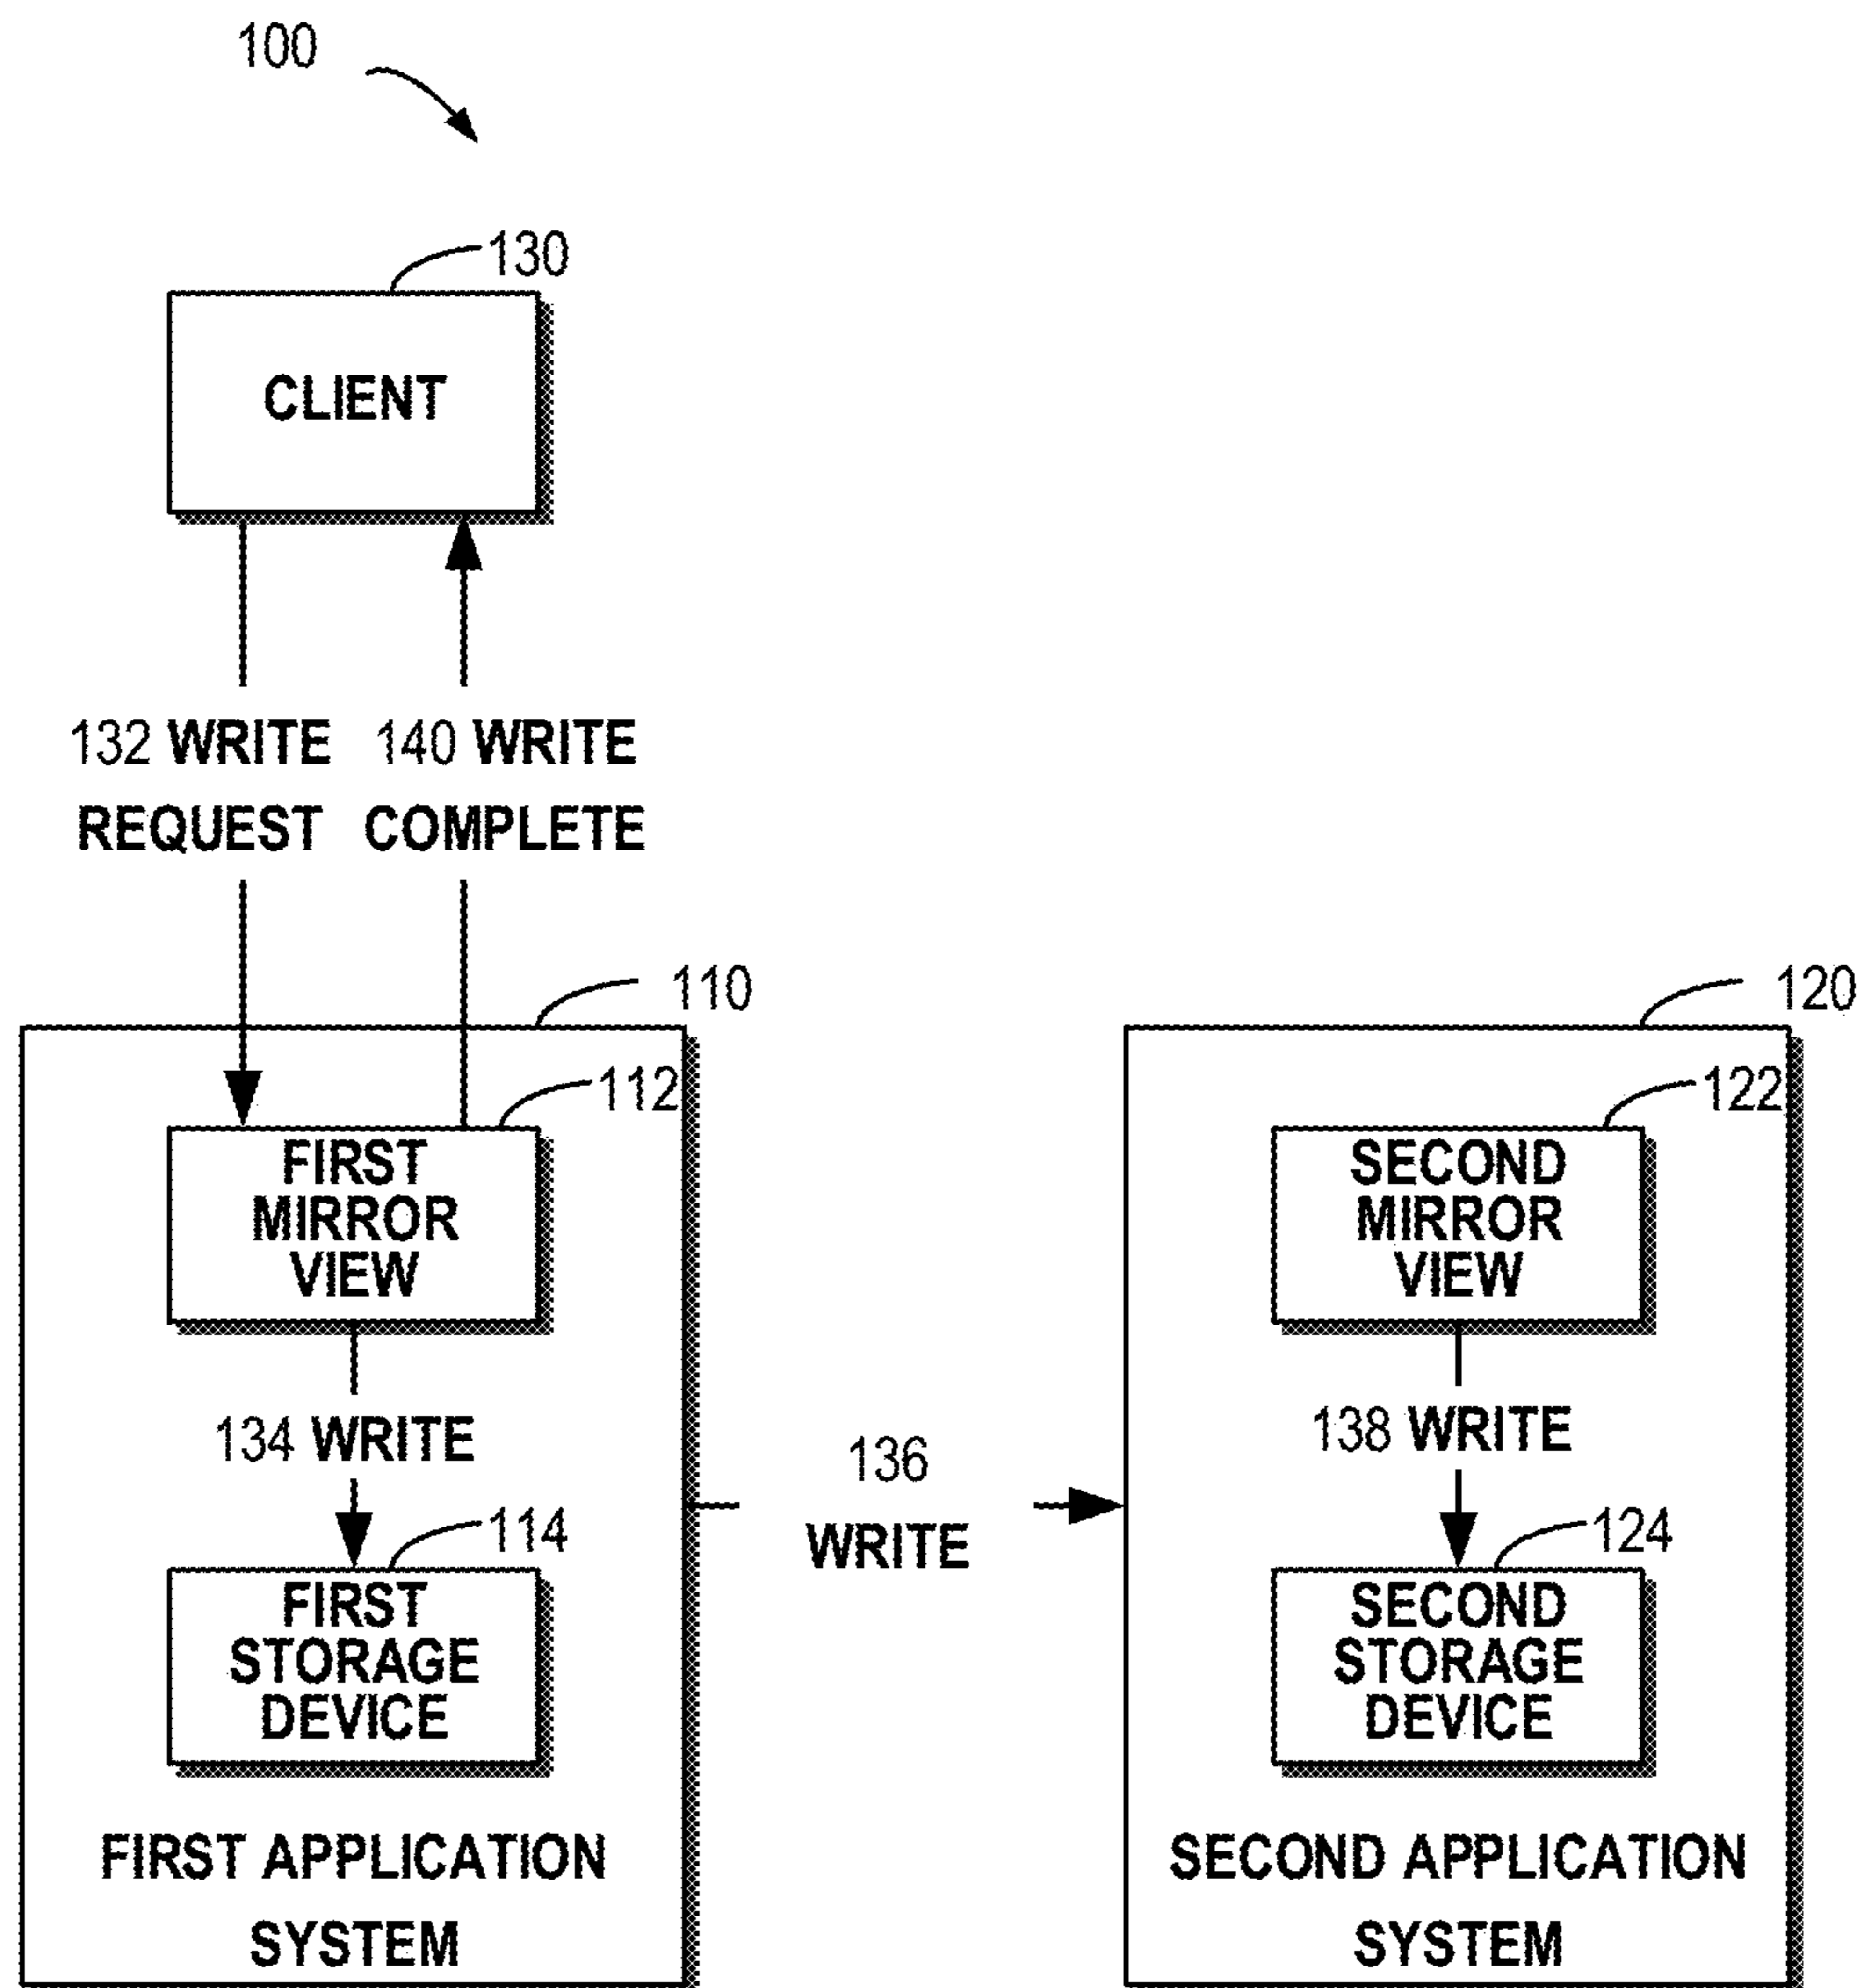 100
130
CLIENT
132 WRITE
REQUEST
140 WRITE
COMPLETE
110
112
FIRST
MIRROR
VIEW
134 WRITE
114
FIRST
STORAGE
DEVICE
FIRST APPLICATION
SYSTEM
136
WRITE
120
122
SECOND
MIRROR
VIEW
138 WRITE
124
SECOND
STORAGE
DEVICE
SECOND APPLICATION
SYSTEM